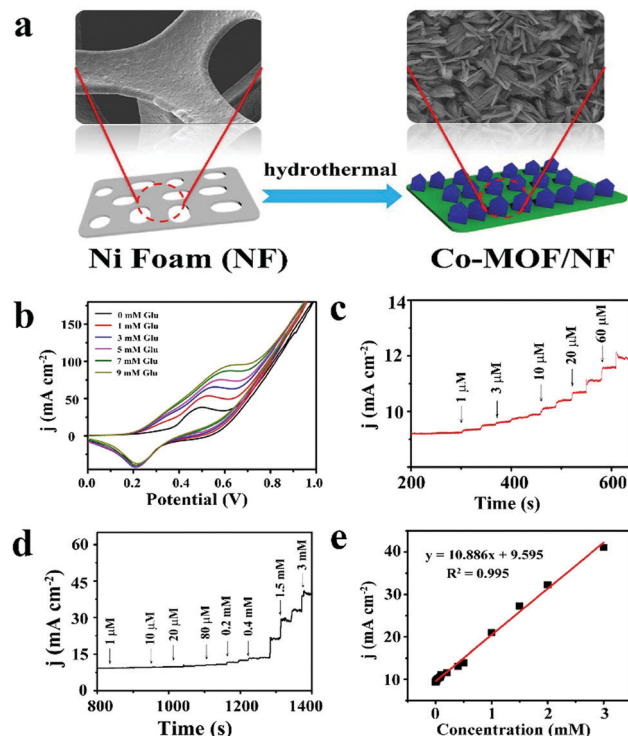 a
hydrothermal
Ni Foam (NF)
Co-MOF/NF
b
j (mA cm⁻²)
150
100
50
0
0 mM Glu
1 mM Glu
3 mM Glu
5 mM Glu
7 mM Glu
9 mM Glu
0.0 0.2 0.4 0.6 0.8 1.0
Potential (V)
c
j (mA cm⁻²)
14
12
10
8
1 μM
3 μM
10 μM
20 μM
60 μM
200 400 600
Time (s)
d
j (mA cm⁻²)
60
45
30
15
0
1 μM
10 μM
20 μM
80 μM
0.2 mM
0.4 mM
1.5 mM
3 mM
800 1000 1200 1400
Time (s)
e
j (mA cm⁻²)
50
40
30
20
10
y = 10.886x + 9.595
R² = 0.995
0 1 2 3
Concentration (mM)